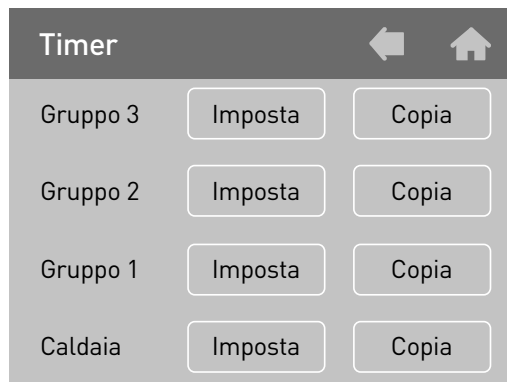 Timer
Gruppo 3 Imposta Copia
Gruppo 2 Imposta Copia
Gruppo 1 Imposta Copia
Caldaia Imposta Copia